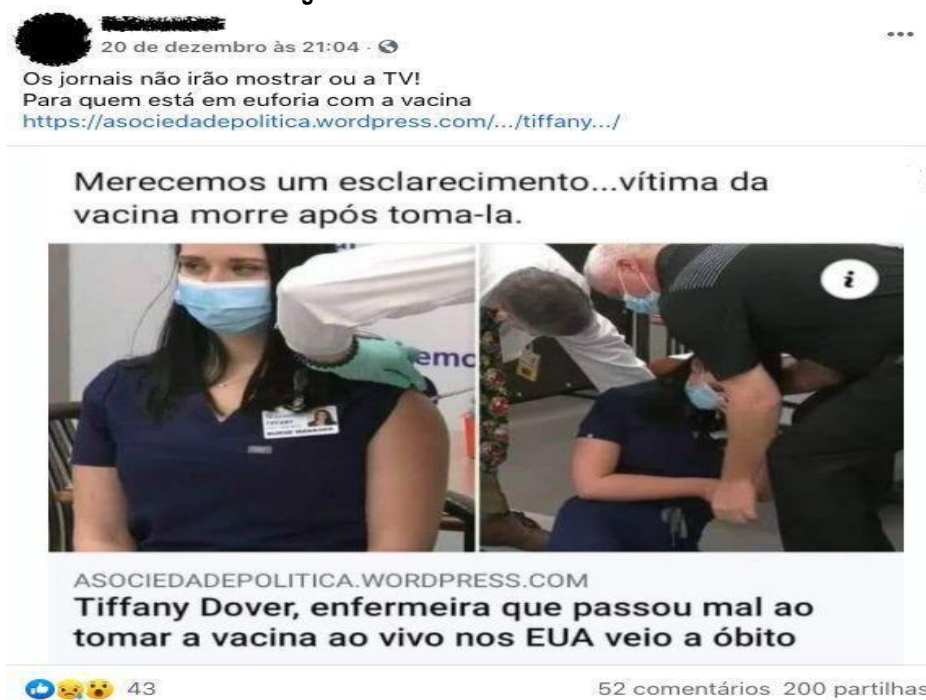 20 de dezembro às 21:04 ·
Os jornais não irão mostrar ou a TV!
Para quem está em euforia com a vacina
https://asociedadepolitica.wordpress.com/.../tiffany.../
Merecemos um esclarecimento...vítima da
vacina morre após toma-la.
emc
i
ASOCIEDADEPOLITICA.WORDPRESS.COM
Tiffany Dover, enfermeira que passou mal ao
tomar a vacina ao vivo nos EUA veio a óbito
43
52 comentários 200 partilhas